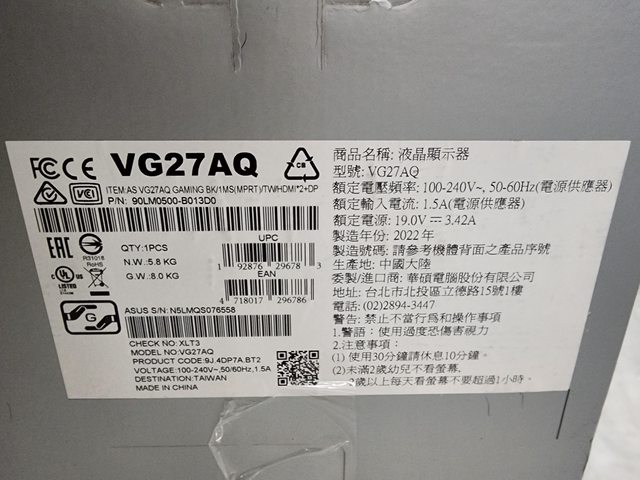 FCC CE VG27AQ
VCCI
ITEM:AS VG27AQ GAMING BK/1MS(MPRT)/TW/HDMI*2+DP
P/N: 90LM0500-B013D0
EAC
R31018
RoHS
QTY:1PCS
N.W.:5.8 KG
G.W.:8.0 KG
UPC
1 92876 29678 3
EAN
4 718017 296786
UL
LISTED
G
ASUS S/N: N5LMQS076558
CHECK NO: XLT3
MODEL NO:VG27AQ
PRODUCT CODE:9J.4DP7A.BT2
VOLTAGE:100-240V~,50/60Hz,1.5A
DESTINATION:TAIWAN
MADE IN CHINA
商品名稱: 液晶顯示器
型號: VG27AQ
額定電壓頻率: 100-240V~, 50-60Hz(電源供應器)
額定輸入電流: 1.5A(電源供應器)
額定電源: 19.0V⎓ 3.42A
製造年份: 2022年
製造號碼: 請參考機體背面之產品序號
生產地: 中國大陸
委製/進口商: 華碩電腦股份有限公司
地址: 台北市北投區立德路15號1樓
電話:(02)2894-3447
警告: 禁止不當行為和操作事情
1.警語：使用過度恐傷害視力
2.注意事項：
(1) 使用30分鐘請休息10分鐘.
(2)未滿2歲幼兒不看螢幕,
2歲以上每天看螢幕不要超過1小時.